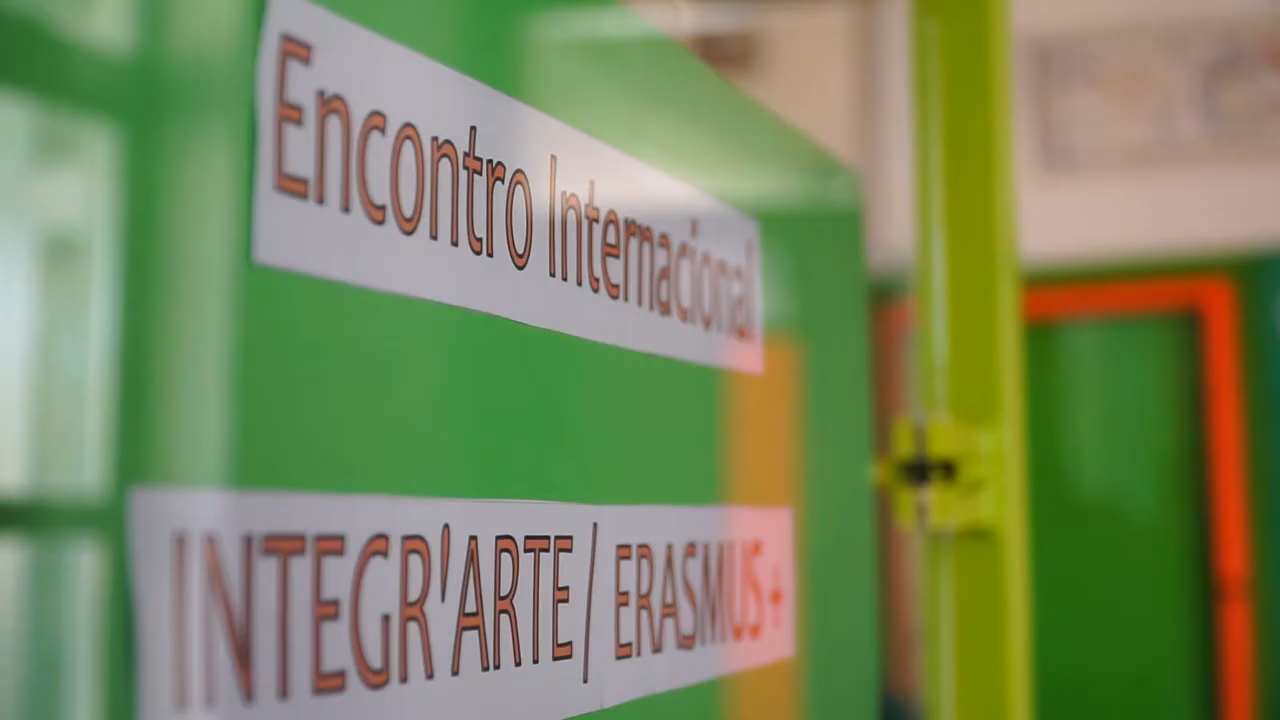 Encontro Internacional
INTEGR'ARTE / ERASMUS +